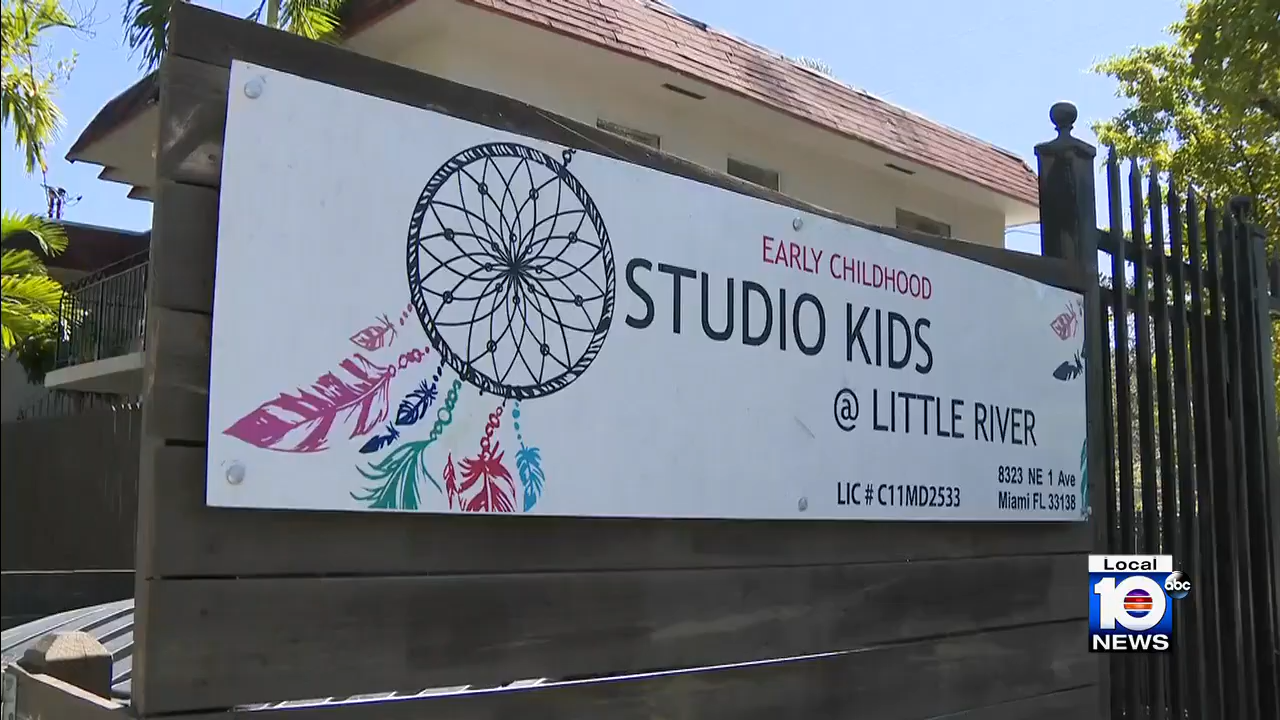 EARLY CHILDHOOD
STUDIO KIDS
@ LITTLE RIVER
LIC # C11MD2533
8323 NE 1 Ave
Miami FL 33138
Local
10
abc
NEWS